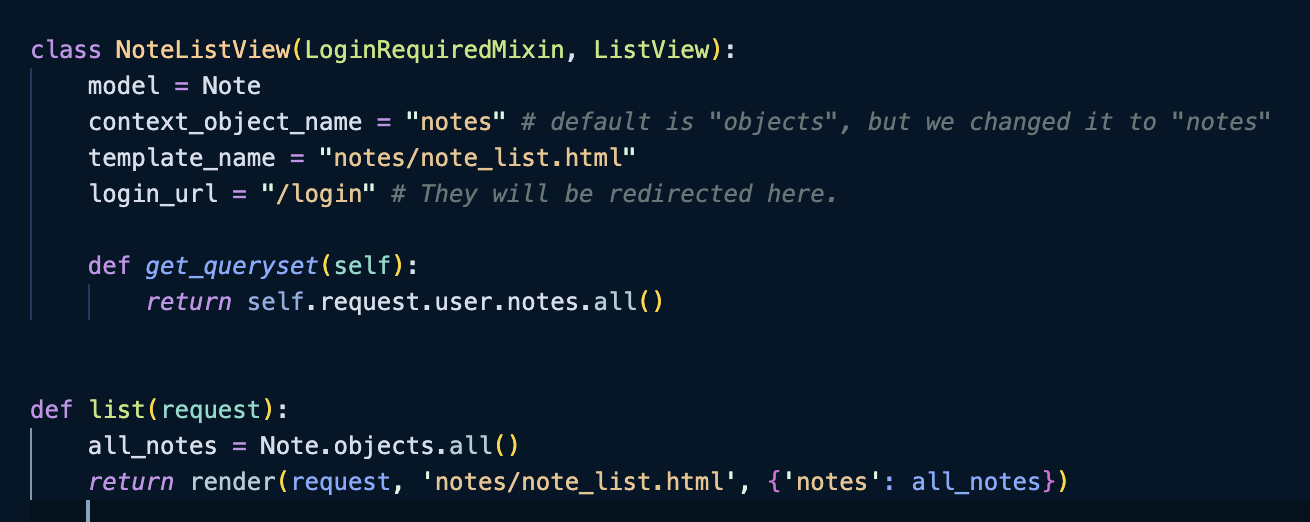 class NoteListView(LoginRequiredMixin, ListView):
    model = Note
    context_object_name = "notes" # default is "objects", but we changed it to "notes"
    template_name = "notes/note_list.html"
    login_url = "/login" # They will be redirected here.

    def get_queryset(self):
        return self.request.user.notes.all()


def list(request):
    all_notes = Note.objects.all()
    return render(request, 'notes/note_list.html', {'notes': all_notes})